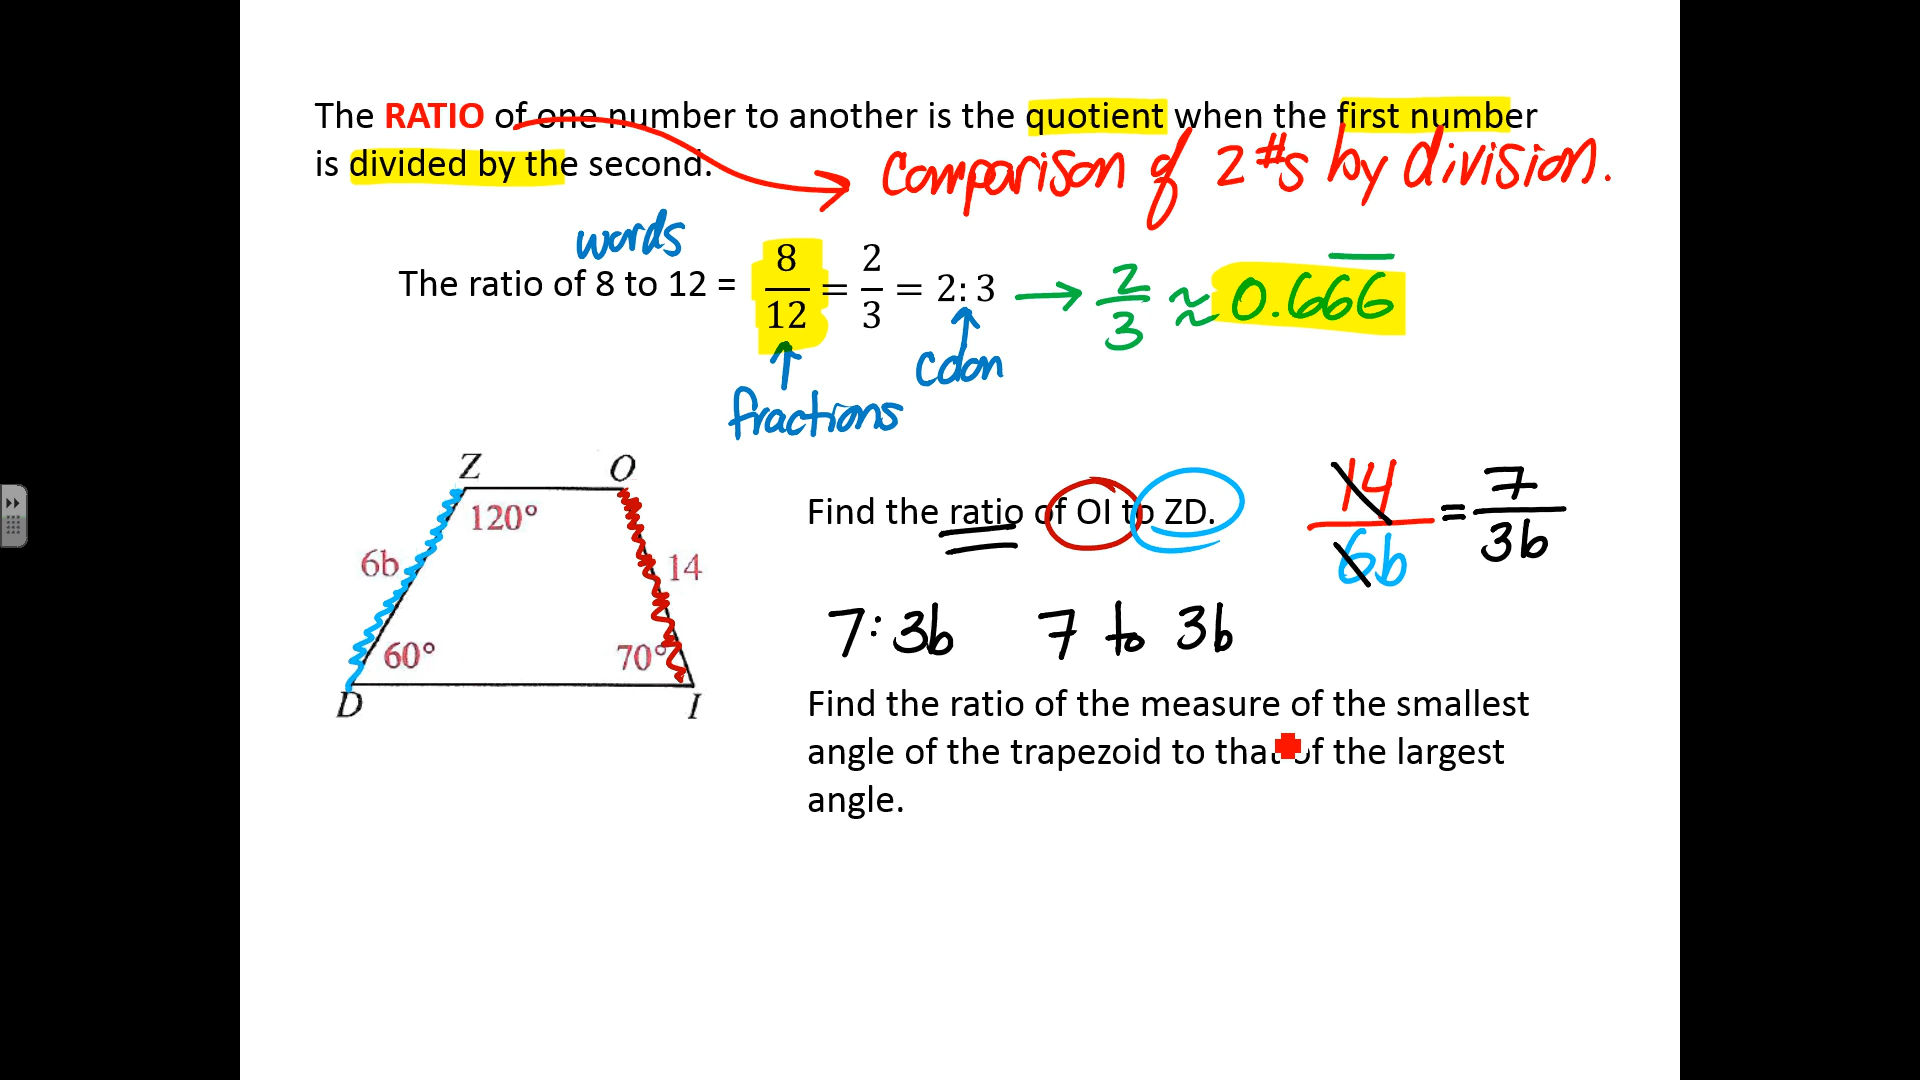 The RATIO of one number to another is the quotient when the first number
is divided by the second.
Comparison of 2 #s by division.
words
The ratio of 8 to 12 = 8/12 = 2/3 = 2:3 → 2/3 ≈ 0.666
colon
fractions
Z O
120°
6b 14
60° 70°
D I
Find the ratio of OI to ZD.
14/6b = 7/3b
7:3b 7 to 3b
Find the ratio of the measure of the smallest
angle of the trapezoid to that of the largest
angle.